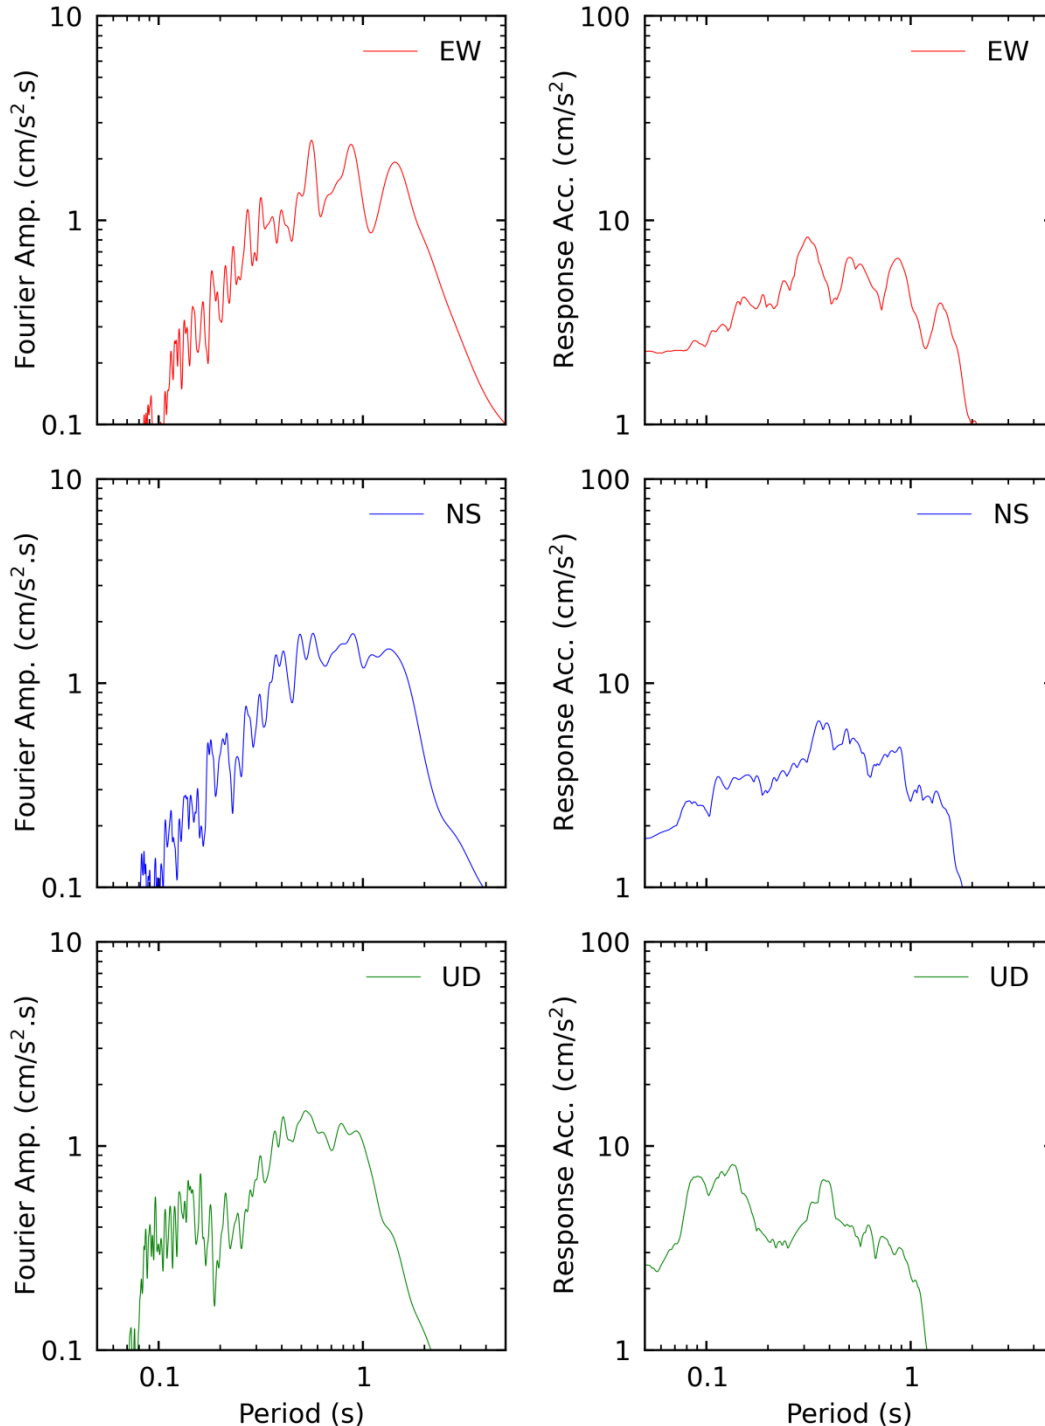 10
1
0.1
Fourier Amp. (cm/s².s)
EW
100
10
1
Response Acc. (cm/s²)
EW
10
1
0.1
Fourier Amp. (cm/s².s)
NS
100
10
1
Response Acc. (cm/s²)
NS
10
1
0.1
Fourier Amp. (cm/s².s)
UD
0.1 1
Period (s)
100
10
1
Response Acc. (cm/s²)
UD
0.1 1
Period (s)